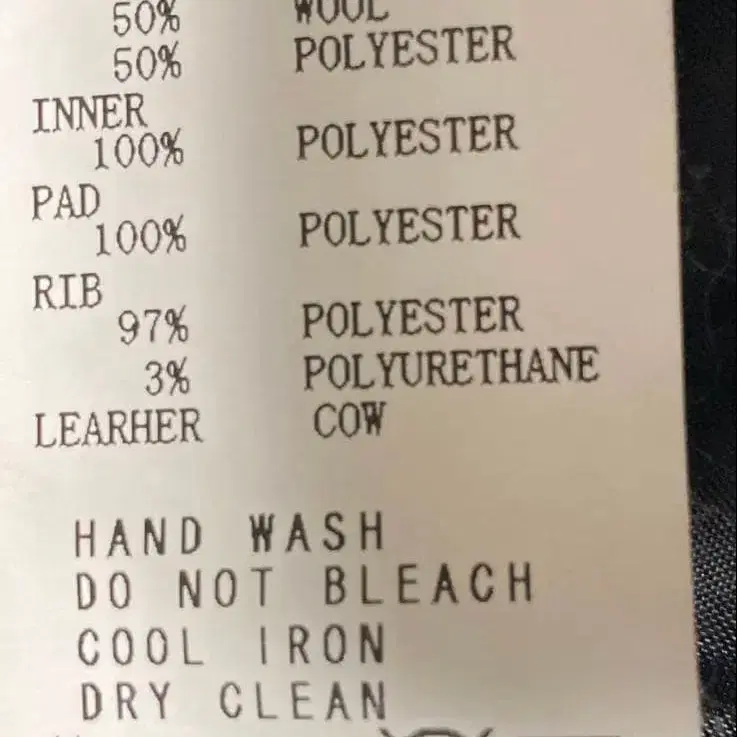 50% WOOL
50% POLYESTER
INNER
100% POLYESTER
PAD
100% POLYESTER
RIB
97% POLYESTER
3% POLYURETHANE
LEARHER COW
HAND WASH
DO NOT BLEACH
COOL IRON
DRY CLEAN